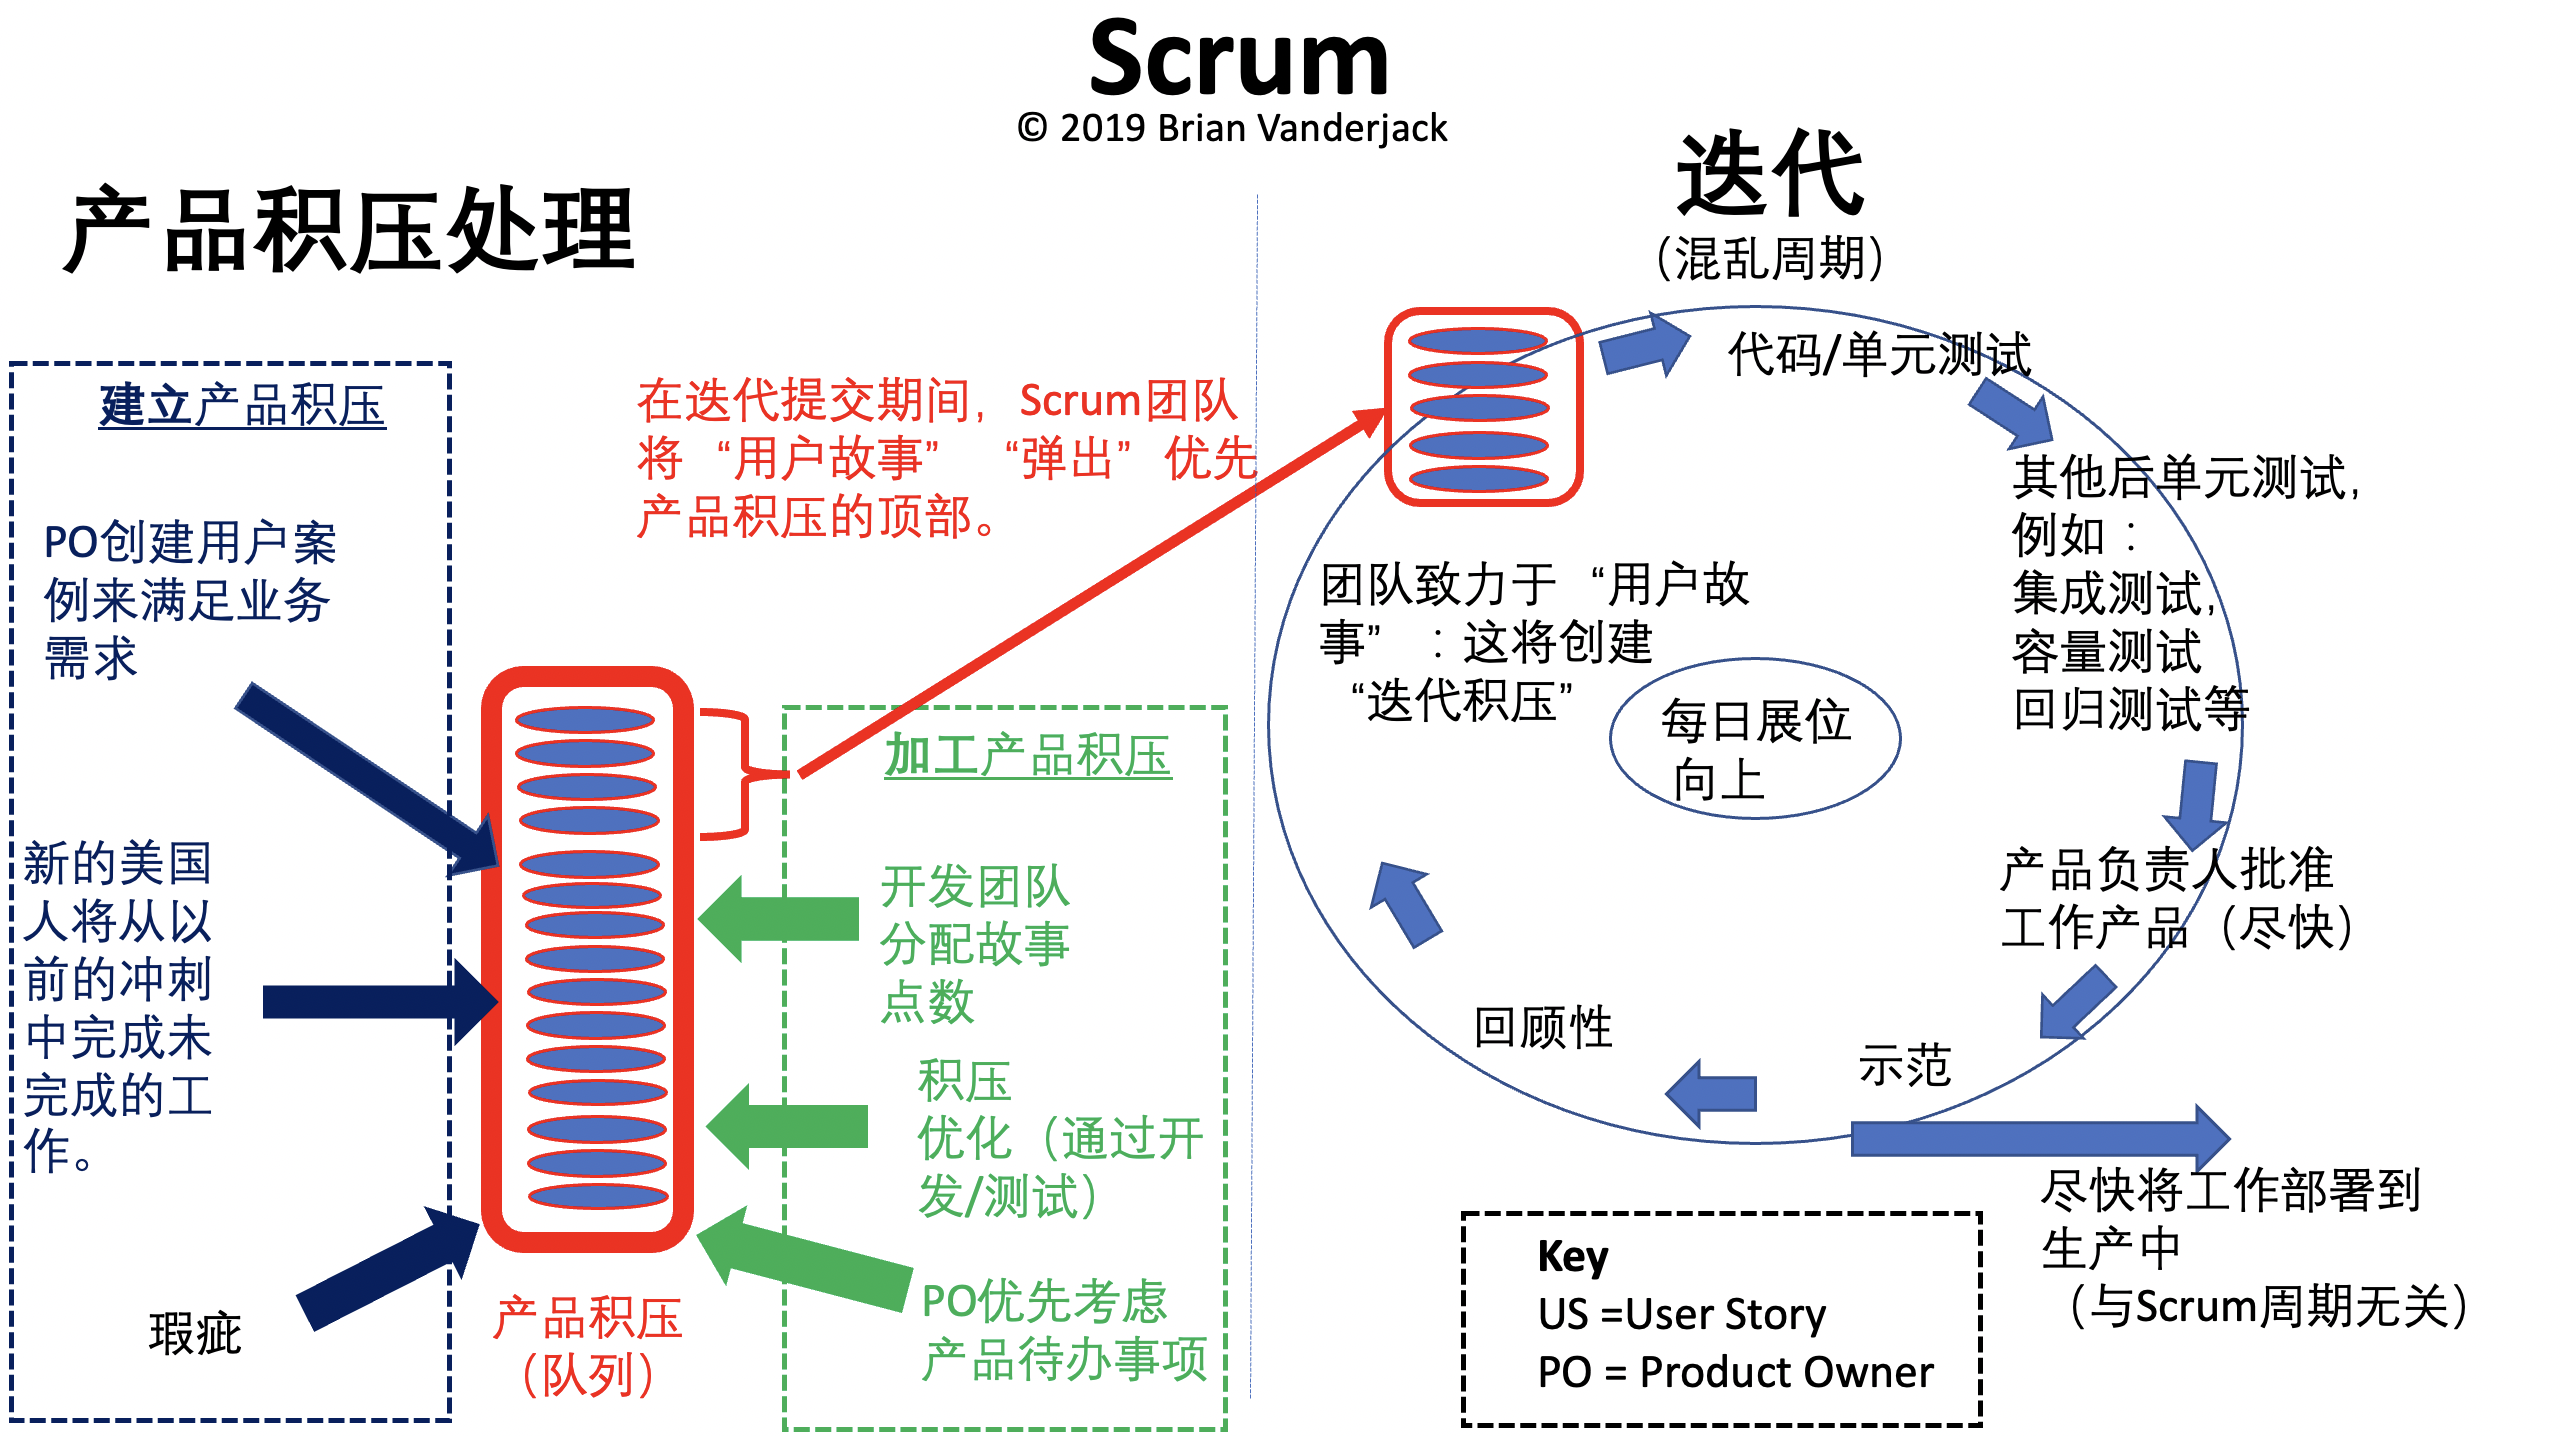 Scrum
© 2019 Brian Vanderjack
产品积压处理
建立产品积压
PO创建用户案
例来满足业务
需求
新的美国
人将从以
前的冲刺
中完成未
完成的工
作。
瑕疵
产品积压
（队列）
在迭代提交期间，Scrum团队
将“用户故事”“弹出”优先
产品积压的顶部。
加工产品积压
开发团队
分配故事
点数
积压
优化（通过开
发/测试）
PO优先考虑
产品待办事项
迭代
（混乱周期）
代码/单元测试
其他后单元测试，
例如：
集成测试，
容量测试
回归测试等
团队致力于“用户故
事”：这将创建
“迭代积压”
每日展位
向上
产品负责人批准
工作产品（尽快）
示范
回顾性
尽快将工作部署到
生产中
（与Scrum周期无关）
Key
US =User Story
PO = Product Owner